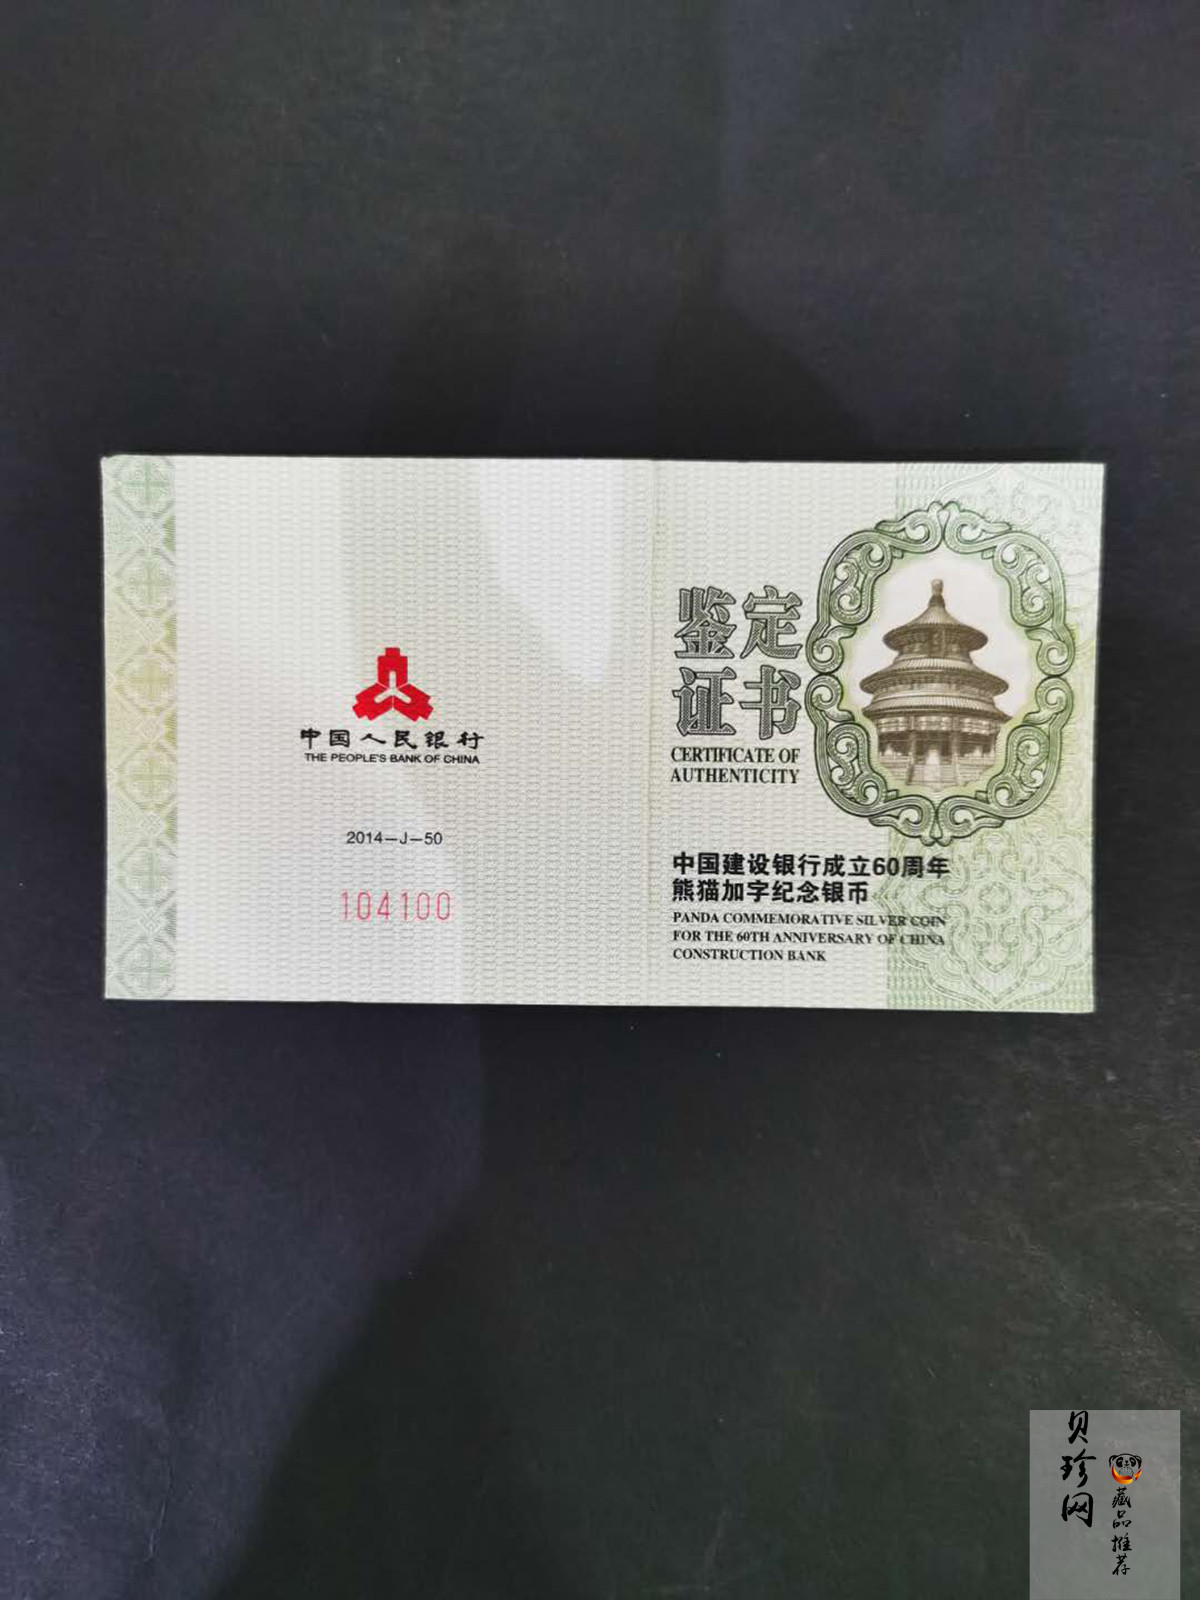 中国人民银行
THE PEOPLE'S BANK OF CHINA
2014－J－50
104100
鉴定
证书
CERTIFICATE OF
AUTHENTICITY
中国建设银行成立60周年
熊猫加字纪念银币
PANDA COMMEMORATIVE SILVER COIN
FOR THE 60TH ANNIVERSARY OF CHINA
CONSTRUCTION BANK
贝珍网
藏品推荐